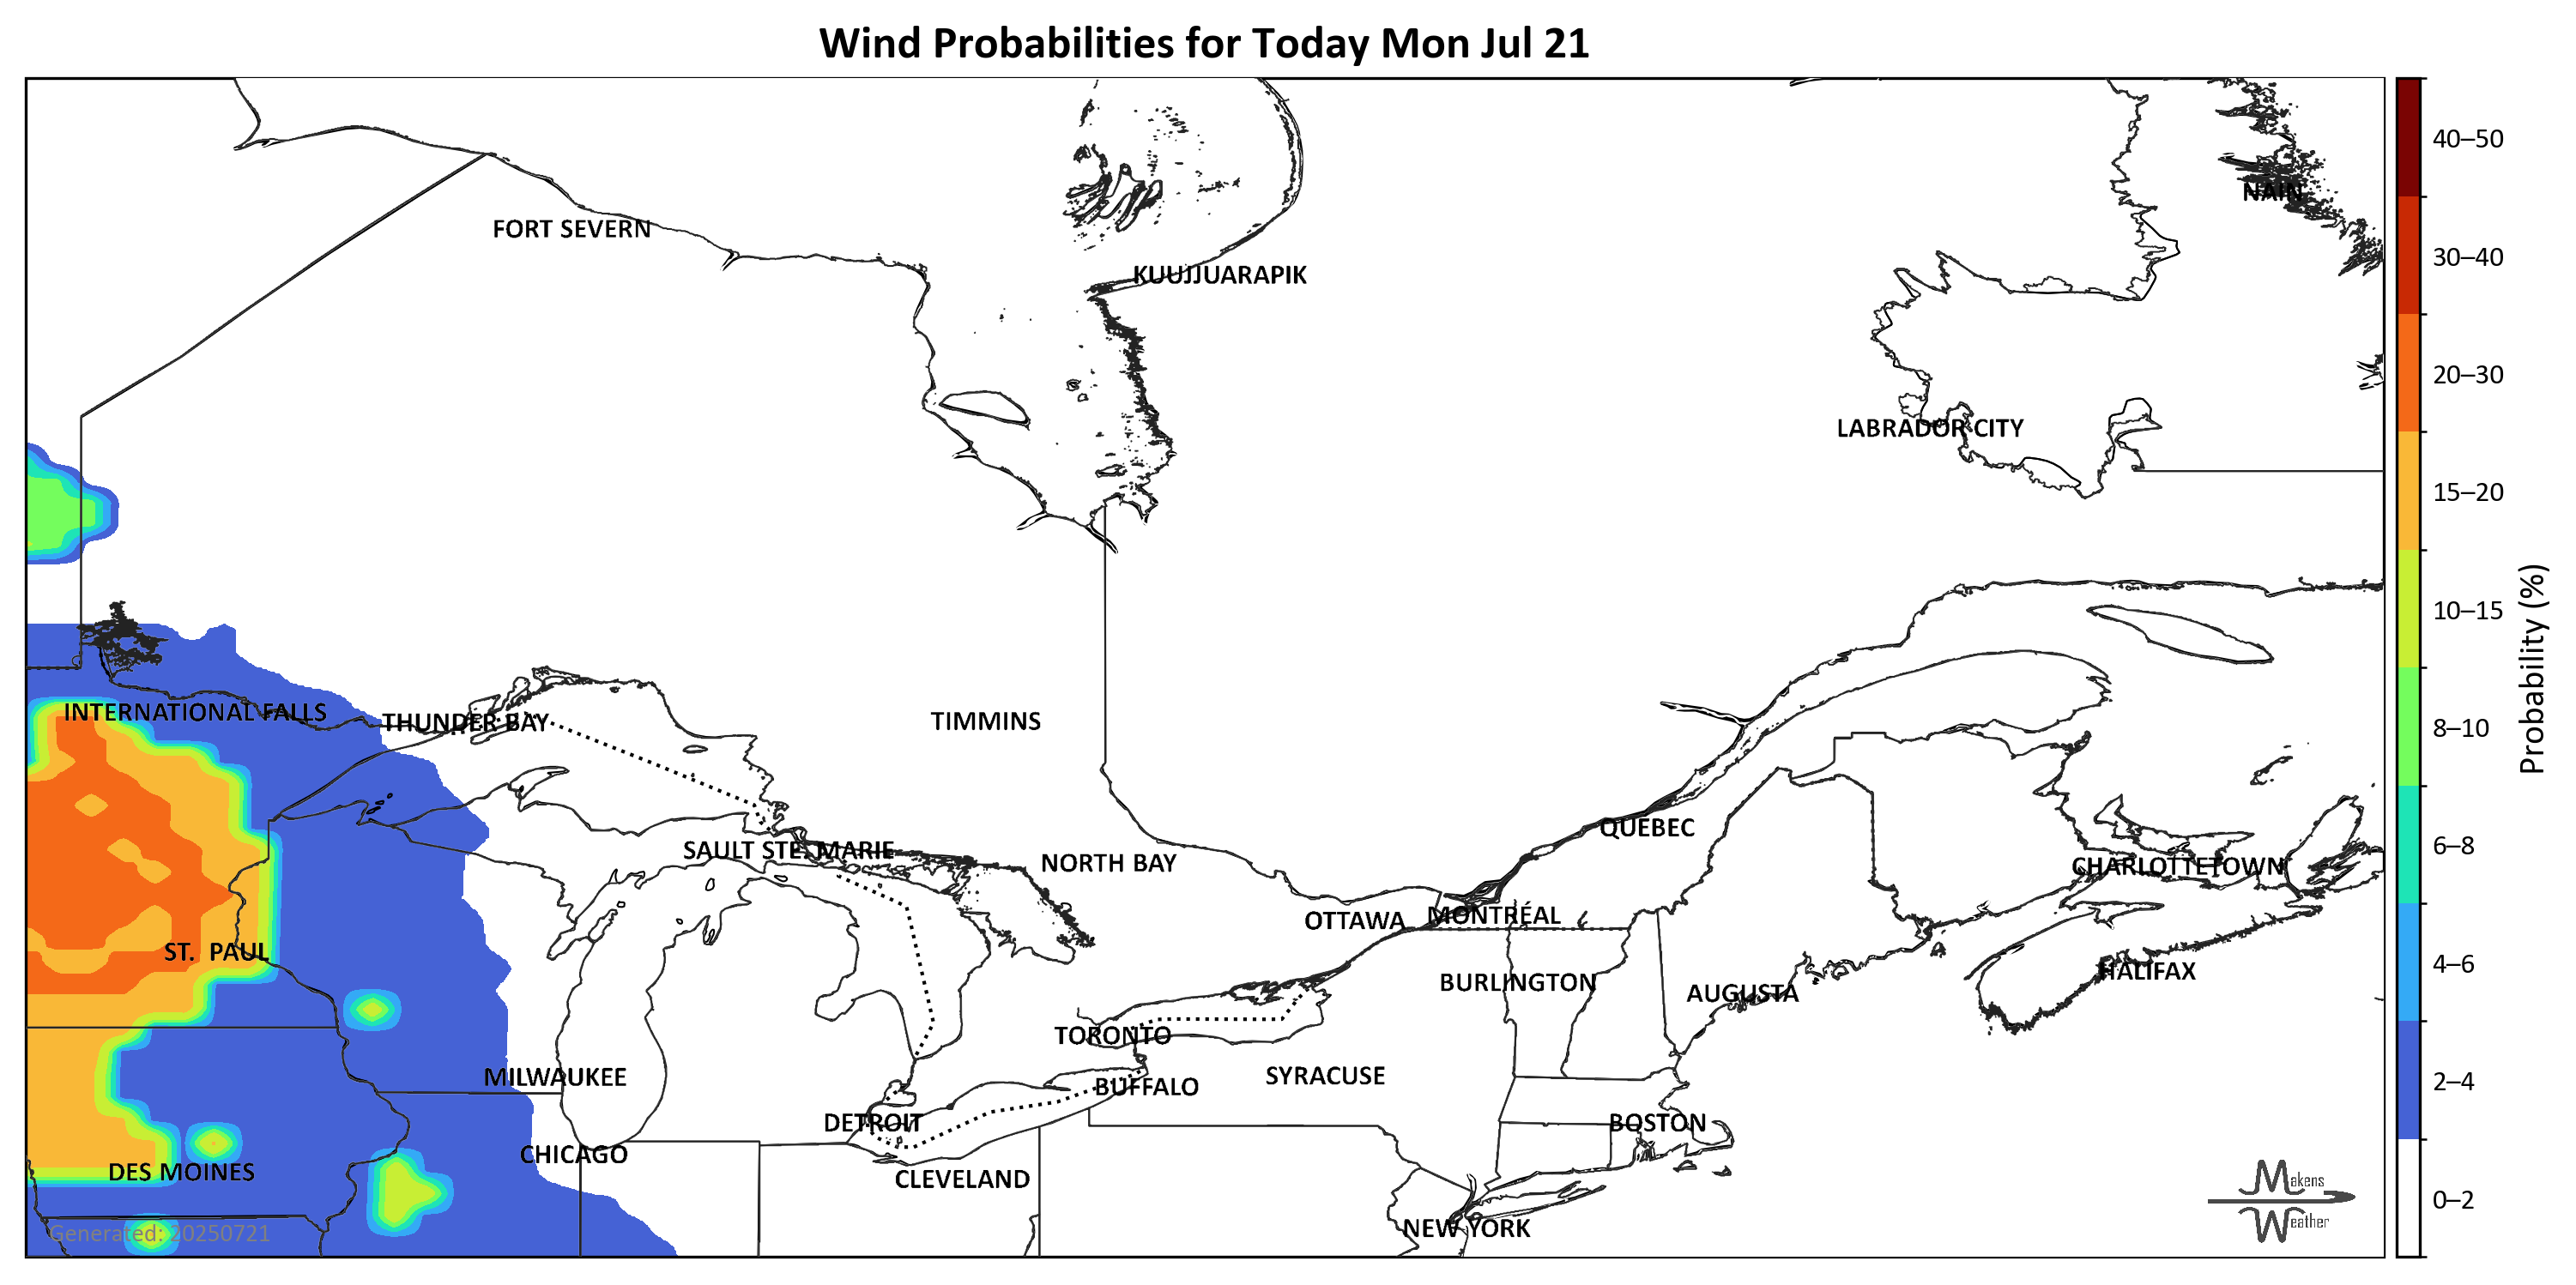 Wind Probabilities for Today Mon Jul 21
40–50
NAIN
FORT SEVERN
30–40
KUUJJUARAPIK
20–30
LABRADOR CITY
15–20
10–15
Probability (%)
INTERNATIONAL FALLS
THUNDER BAY
TIMMINS
8–10
QUÉBEC
SAULT STE. MARIE
6–8
NORTH BAY
CHARLOTTETOWN
OTTAWA
MONTRÉAL
ST. PAUL
4–6
HALIFAX
BURLINGTON
AUGUSTA
TORONTO
MILWAUKEE
SYRACUSE
2–4
BUFFALO
DETROIT
BOSTON
CHICAGO
DES MOINES
CLEVELAND
Makens
Weather
0–2
NEW YORK
Generated: 20250721